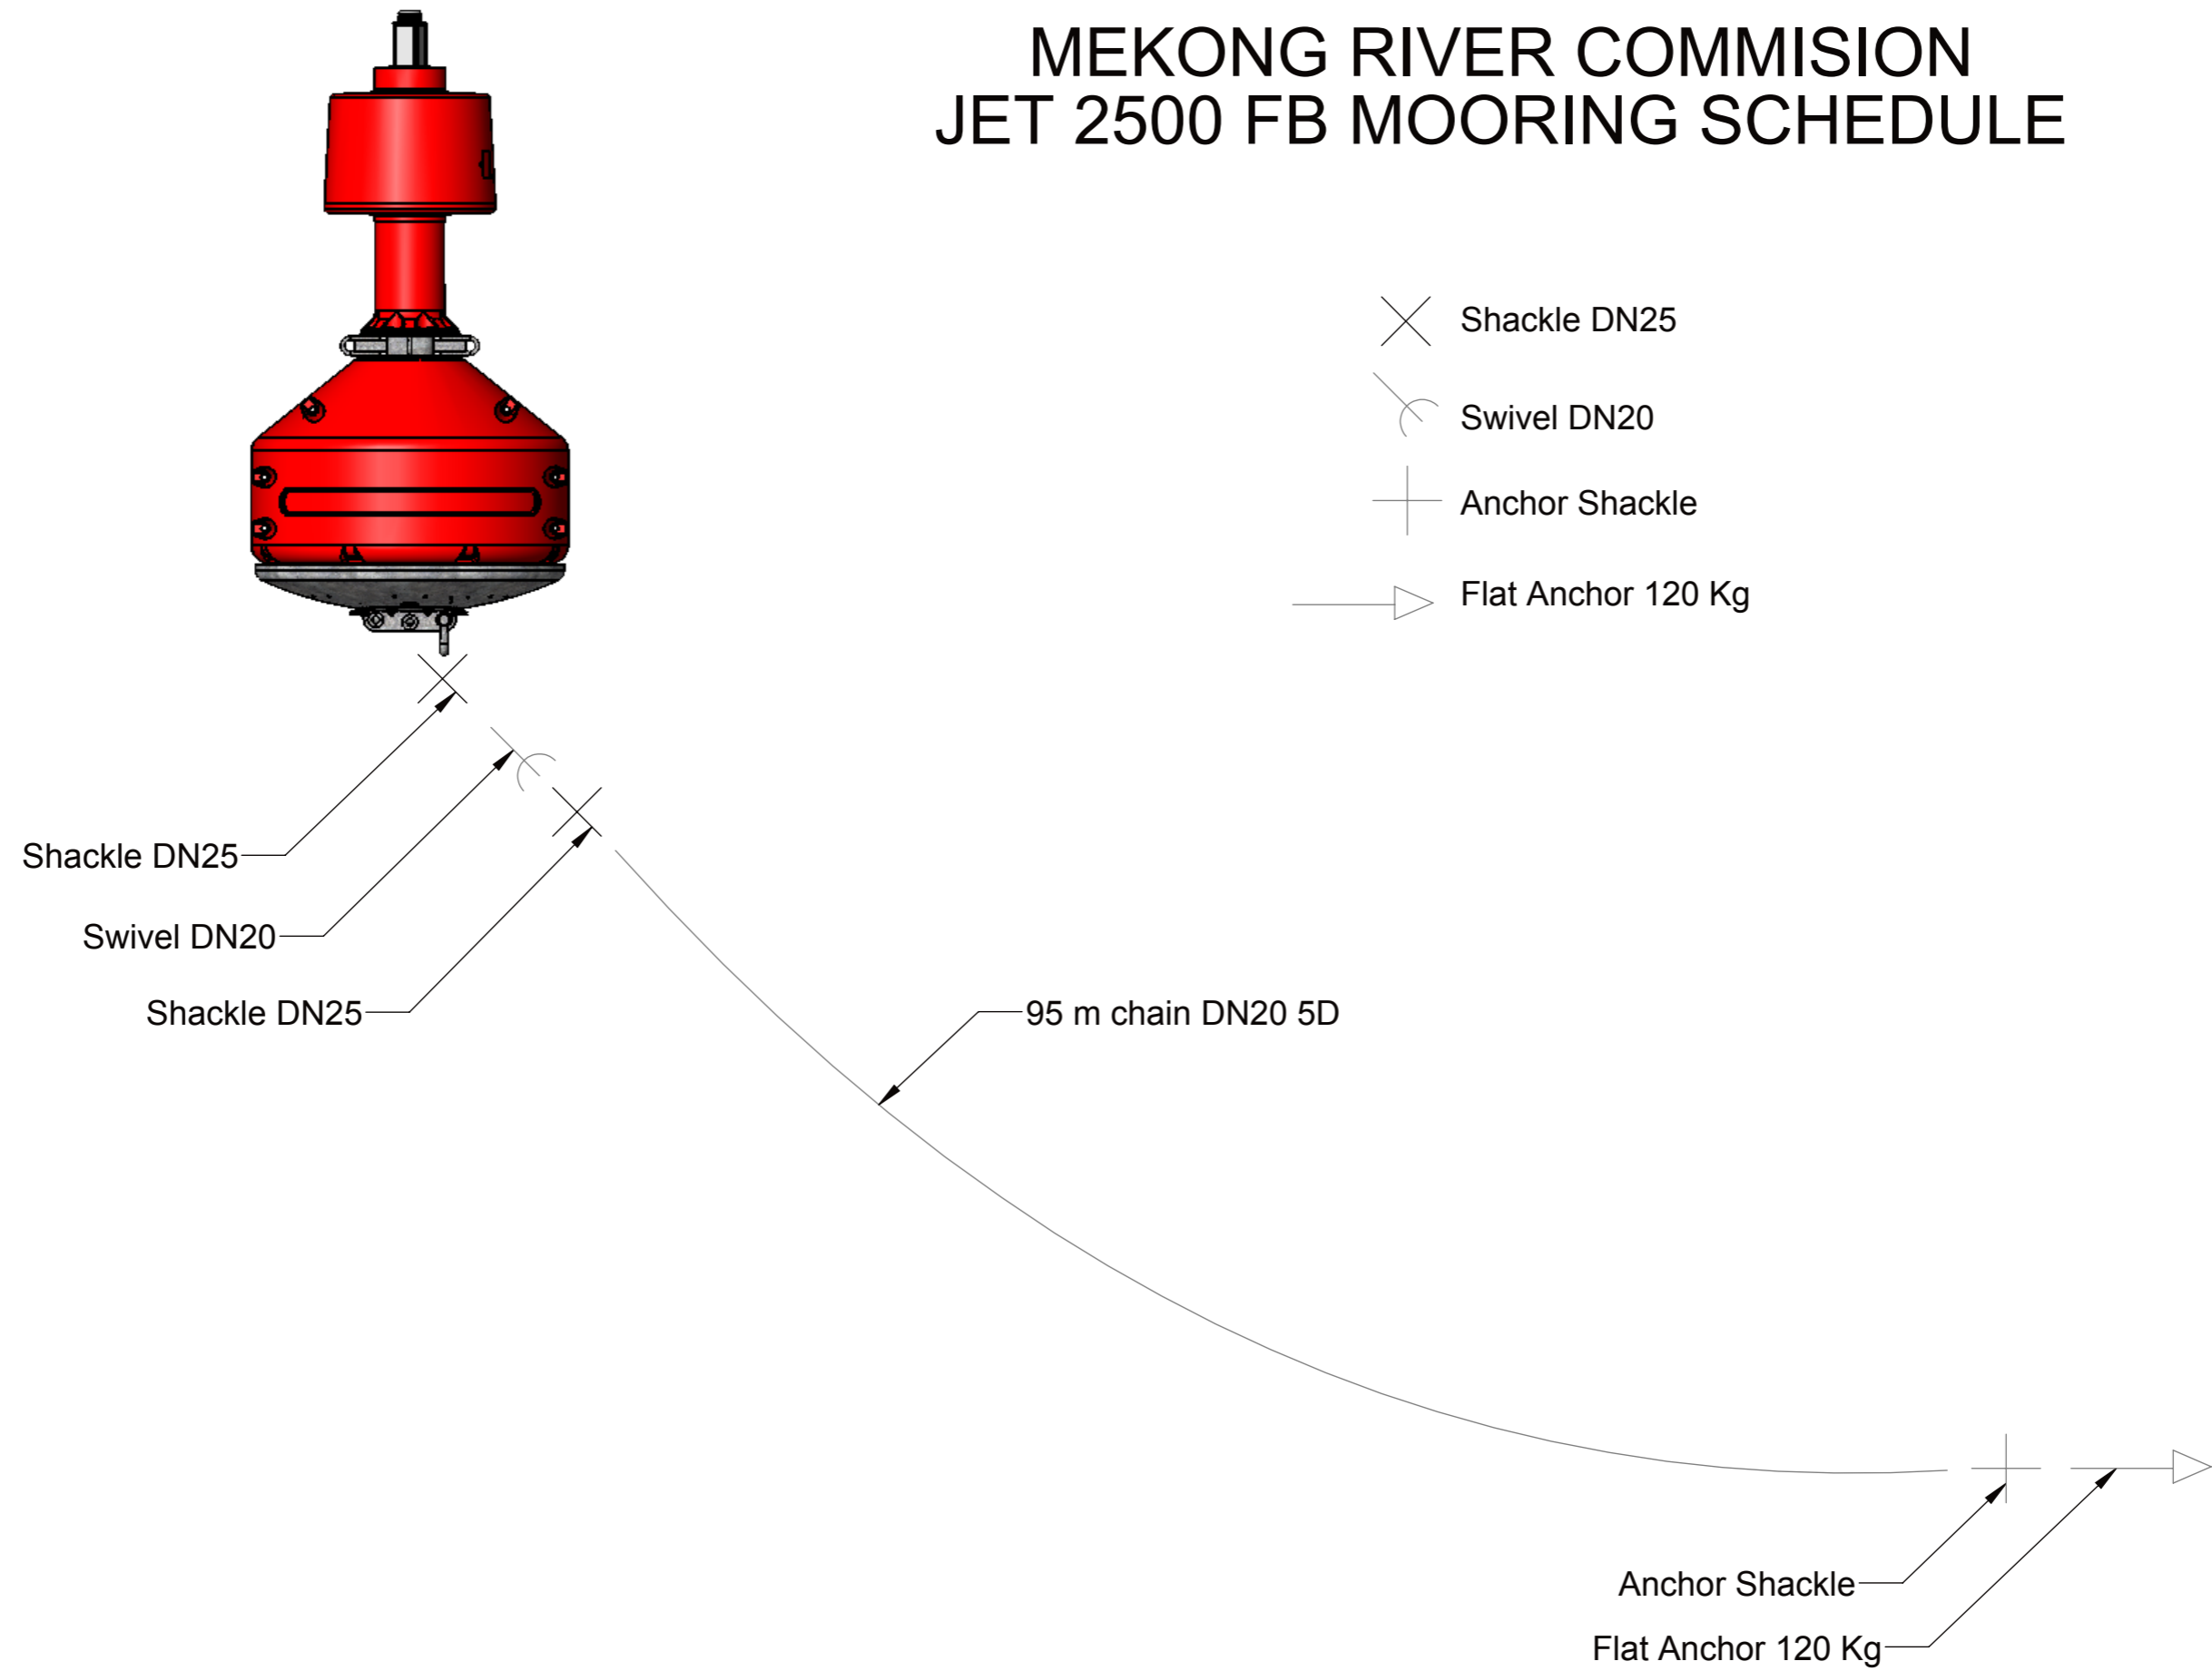 MEKONG RIVER COMMISION
JET 2500 FB MOORING SCHEDULE
Shackle DN25
Swivel DN20
Anchor Shackle
Flat Anchor 120 Kg
Shackle DN25
Swivel DN20
Shackle DN25
95 m chain DN20 5D
Anchor Shackle
Flat Anchor 120 Kg